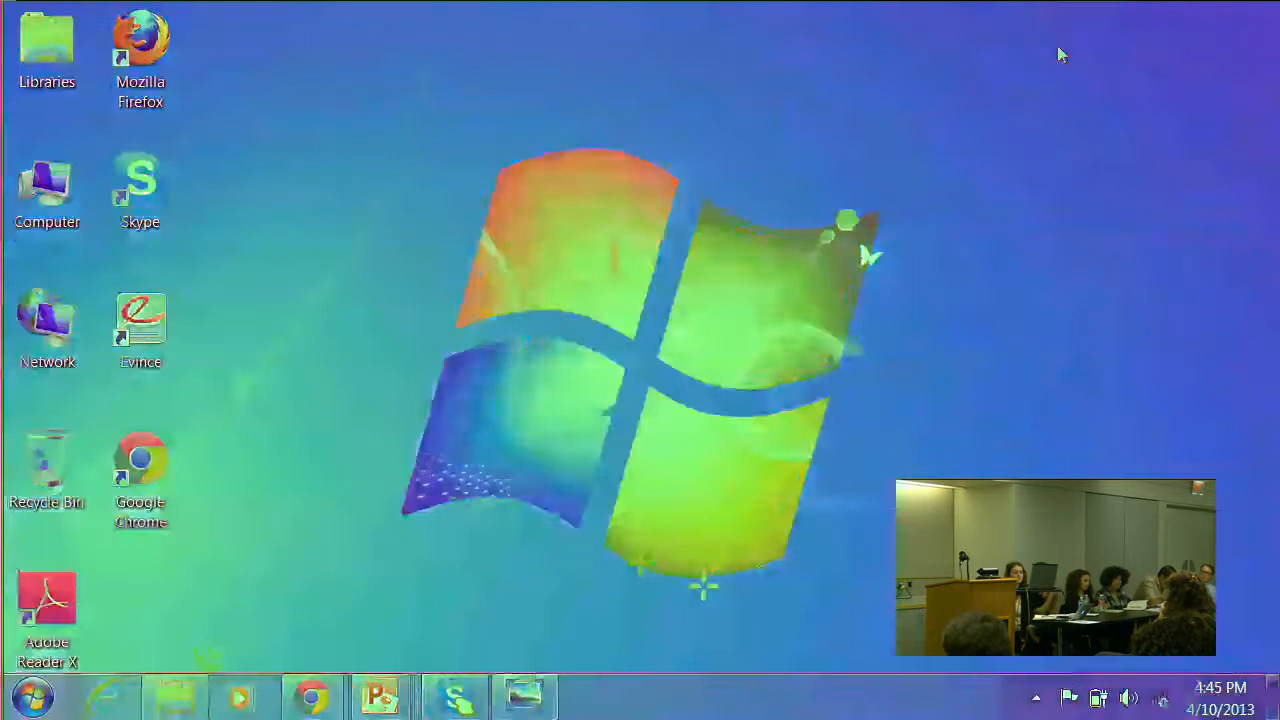 Libraries
Mozilla
Firefox
Computer
Skype
Network
Evince
Recycle Bin
Google
Chrome
Adobe
Reader X
4:45 PM
4/10/2013